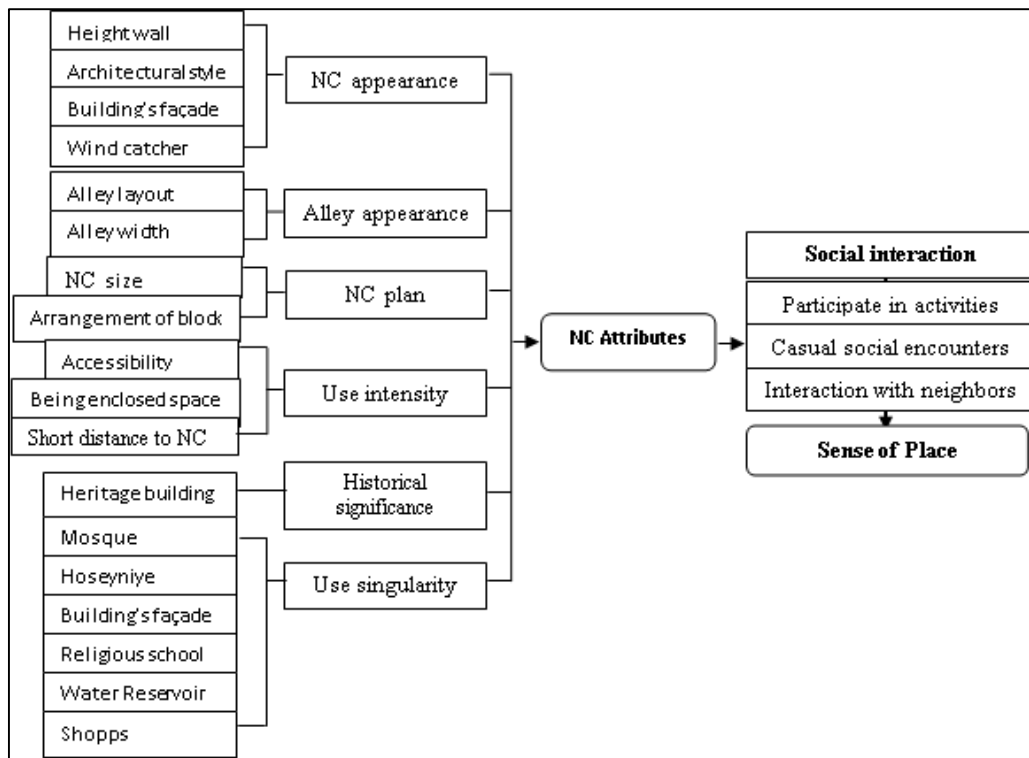 Height wall
Architectural style
Building's façade
Wind catcher
NC appearance
Alley layout
Alley width
Alley appearance
NC size
Arrangement of block
NC plan
Accessibility
Being enclosed space
Short distance to NC
Use intensity
Heritage building
Historical
significance
Mosque
Hoseyniye
Building's façade
Religious school
Water Reservoir
Shopps
Use singularity
NC Attributes
Social interaction
Participate in activities
Casual social encounters
Interaction with neighbors
Sense of Place